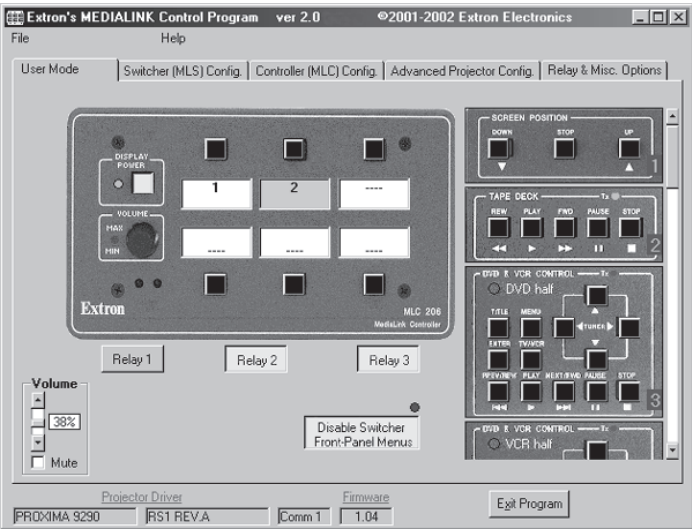 Extron's MEDIALINK Control Program ver 2.0 ©2001-2002 Extron Electronics
File Help
User Mode Switcher (MLS) Config. Controller (MLC) Config. Advanced Projector Config. Relay & Misc. Options
DISPLAY
POWER
VOLUME
MAX
MIN
1 2 ----
---- ---- ----
Extron
MLC 206
MediaLink Controller
Relay 1 Relay 2 Relay 3
Volume
38%
Mute
Disable Switcher
Front-Panel Menus
SCREEN POSITION
DOWN STOP UP
1
TAPE DECK Tx
REW PLAY FWD PAUSE STOP
2
DVD & VCR CONTROL Tx
DVD half
TITLE MENU
TUNER
ENTER TV/VCR
PREV/REW PLAY NEXT/FWD PAUSE STOP
3
DVD & VCR CONTROL Tx
VCR half
Projector Driver Firmware
PROXIMA 9290 RS1 REV.A Comm 1 1.04
Exit Program